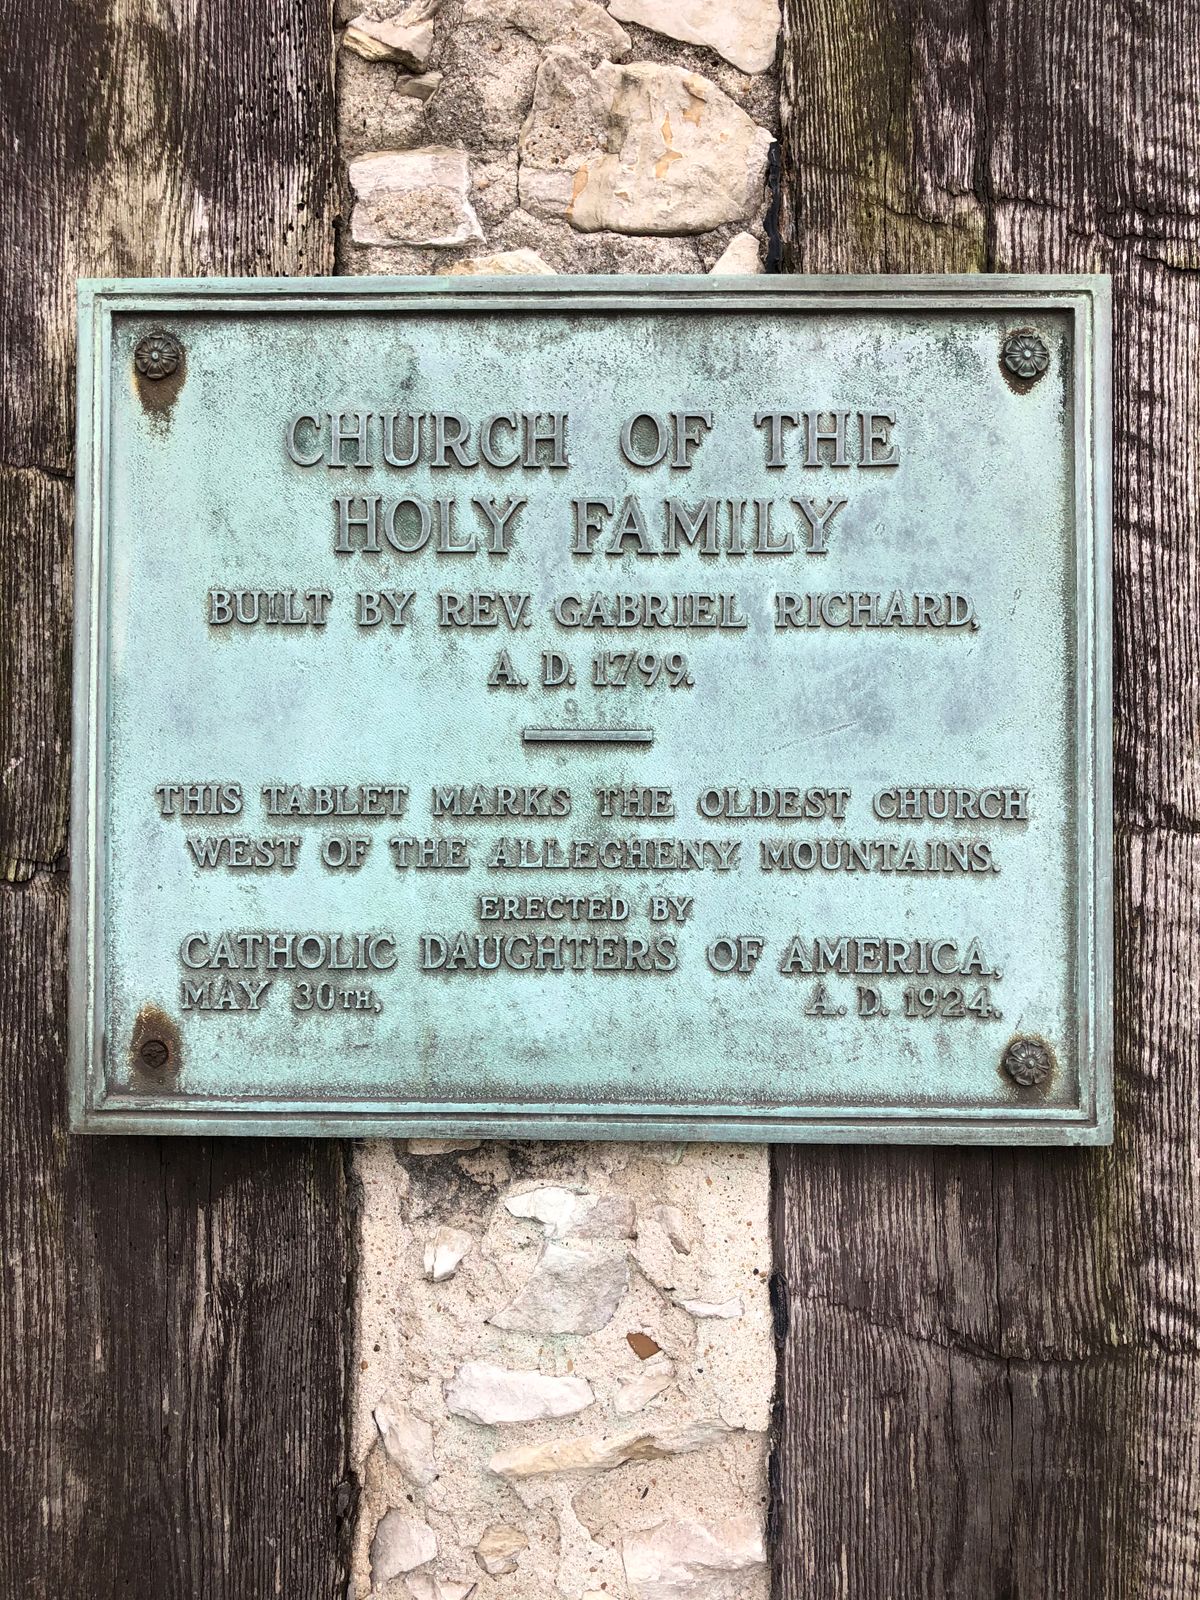 CHURCH OF THE
HOLY FAMILY
BUILT BY REV. GABRIEL RICHARD,
A. D. 1799.
THIS TABLET MARKS THE OLDEST CHURCH
WEST OF THE ALLEGHENY MOUNTAINS.
ERECTED BY
CATHOLIC DAUGHTERS OF AMERICA,
MAY 30TH, A. D. 1924.